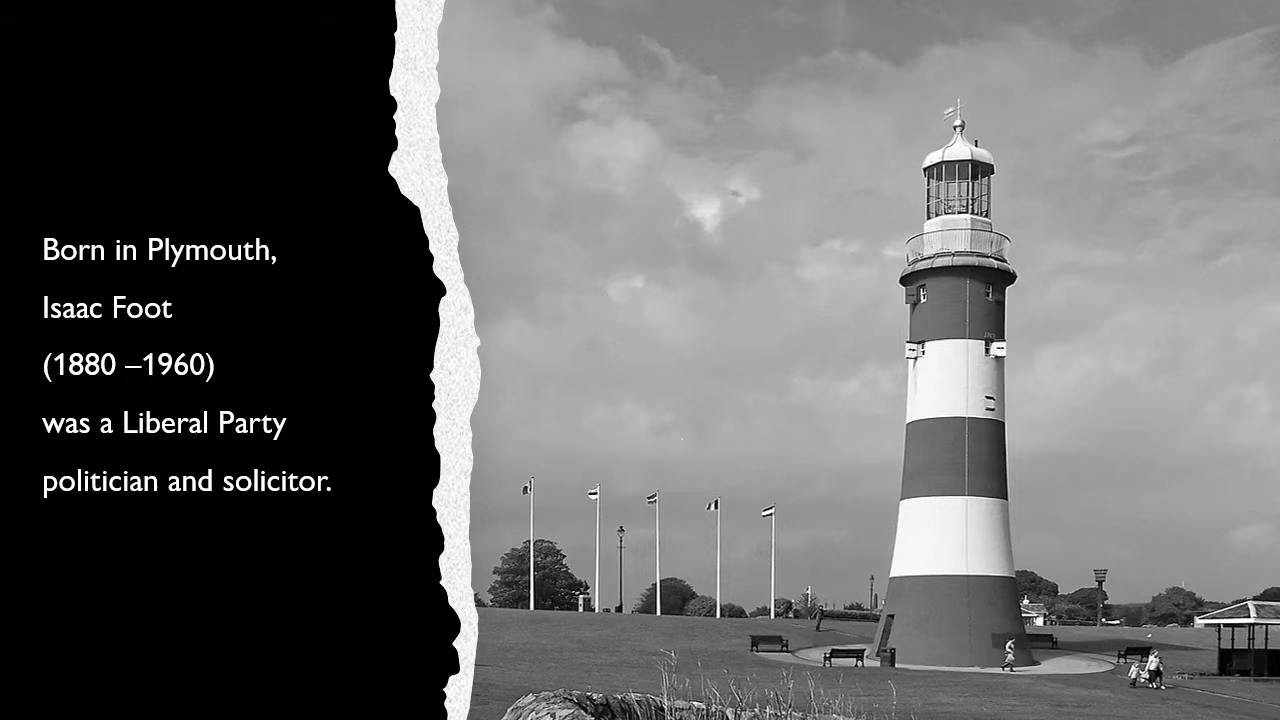 Born in Plymouth,
Isaac Foot
(1880 –1960)
was a Liberal Party
politician and solicitor.